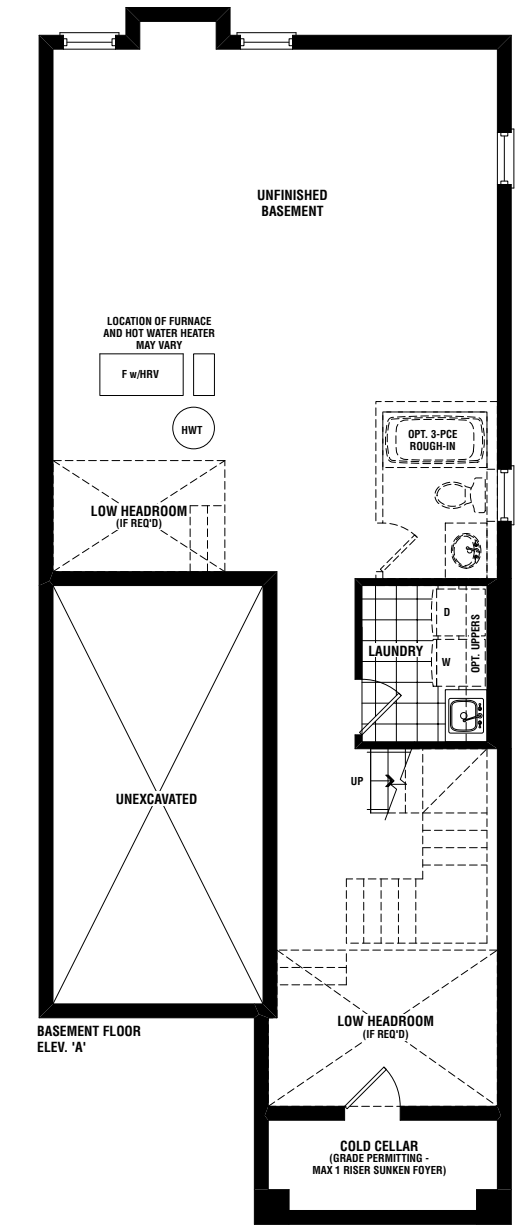 UNFINISHED
BASEMENT
LOCATION OF FURNACE
AND HOT WATER HEATER
MAY VARY
F w/HRV
HWT
OPT. 3-PCE
ROUGH-IN
LOW HEADROOM
(IF REQ'D)
D
LAUNDRY
W
OPT. UPPERS
UP
UNEXCAVATED
BASEMENT FLOOR
ELEV. 'A'
LOW HEADROOM
(IF REQ'D)
COLD CELLAR
(GRADE PERMITTING -
MAX 1 RISER SUNKEN FOYER)